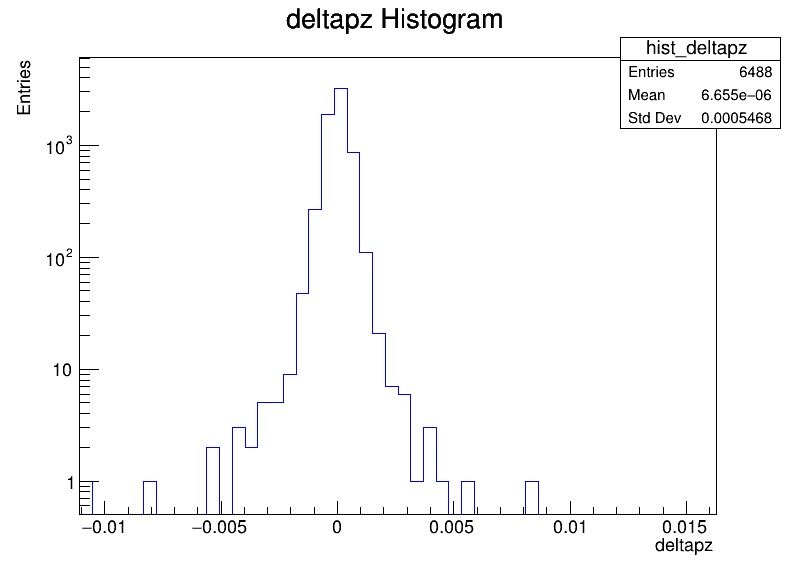 deltapz Histogram
hist_deltapz
Entries 6488
Mean 6.655e−06
Std Dev 0.0005468
Entries
10³
10²
10
1
−0.01 −0.005 0 0.005 0.01 0.015
deltapz